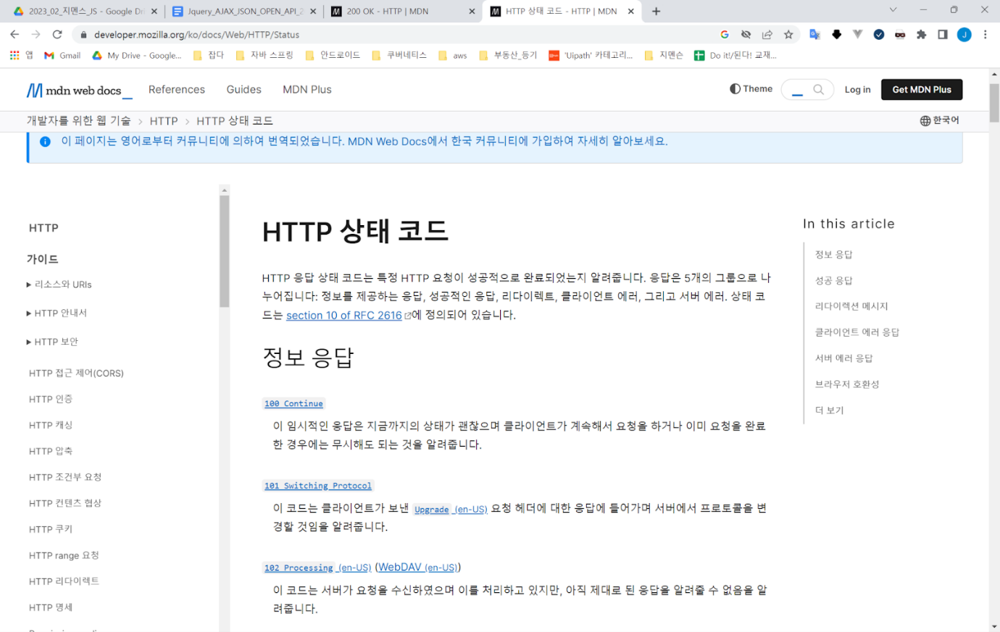 2023_02_지멘스_JS - Google Dri
Jquery_AJAX_JSON_OPEN_API_2
200 OK - HTTP | MDN
HTTP 상태 코드 - HTTP | MDN
developer.mozilla.org/ko/docs/Web/HTTP/Status
앱
Gmail
My Drive - Google...
잡다
자바 스프링
안드로이드
쿠버네티스
aws
부동산_등기
'Uipath' 카테고리...
지멘슨
Do it!/된다! 교재...
mdn web docs_
References
Guides
MDN Plus
Theme
Log in
Get MDN Plus
개발자를 위한 웹 기술 > HTTP > HTTP 상태 코드
한국어
이 페이지는 영어로부터 커뮤니티에 의하여 번역되었습니다. MDN Web Docs에서 한국 커뮤니티에 가입하여 자세히 알아보세요.
HTTP
가이드
리소스와 URIs
HTTP 안내서
HTTP 보안
HTTP 접근 제어(CORS)
HTTP 인증
HTTP 캐싱
HTTP 압축
HTTP 조건부 요청
HTTP 컨텐츠 협상
HTTP 쿠키
HTTP range 요청
HTTP 리다이렉트
HTTP 명세
HTTP 상태 코드
HTTP 응답 상태 코드는 특정 HTTP 요청이 성공적으로 완료되었는지 알려줍니다. 응답은 5개의 그룹으로 나
누어집니다: 정보를 제공하는 응답, 성공적인 응답, 리다이렉트, 클라이언트 에러, 그리고 서버 에러. 상태 코
드는 section 10 of RFC 2616에 정의되어 있습니다.
정보 응답
100 Continue
이 임시적인 응답은 지금까지의 상태가 괜찮으며 클라이언트가 계속해서 요청을 하거나 이미 요청을 완료
한 경우에는 무시해도 되는 것을 알려줍니다.
101 Switching Protocol
이 코드는 클라이언트가 보낸 Upgrade (en-US) 요청 헤더에 대한 응답에 들어가며 서버에서 프로토콜을 변
경할 것임을 알려줍니다.
102 Processing (en-US) (WebDAV (en-US))
이 코드는 서버가 요청을 수신하였으며 이를 처리하고 있지만, 아직 제대로 된 응답을 알려줄 수 없음을 알
려줍니다.
In this article
정보 응답
성공 응답
리다이렉션 메시지
클라이언트 에러 응답
서버 에러 응답
브라우저 호환성
더 보기